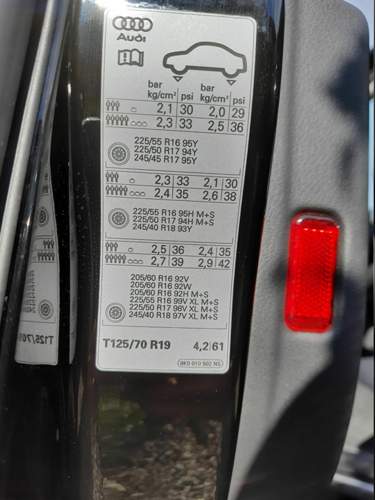 Audi
bar psi bar psi
kg/cm² kg/cm²
2,1 30 2,0 29
2,3 33 2,5 36
225/55 R16 95Y
225/50 R17 94Y
245/45 R17 95Y
2,3 33 2,1 30
2,4 35 2,6 38
225/55 R16 95H M+S
225/50 R17 94H M+S
245/40 R18 93Y
2,5 36 2,4 35
2,7 39 2,9 42
205/60 R16 92V
205/60 R16 92W
205/60 R16 92H M+S
225/55 R16 99V XL M+S
225/50 R17 98V XL M+S
245/40 R18 97V XL M+S
T125/70 R19 4,2 61
T125/70